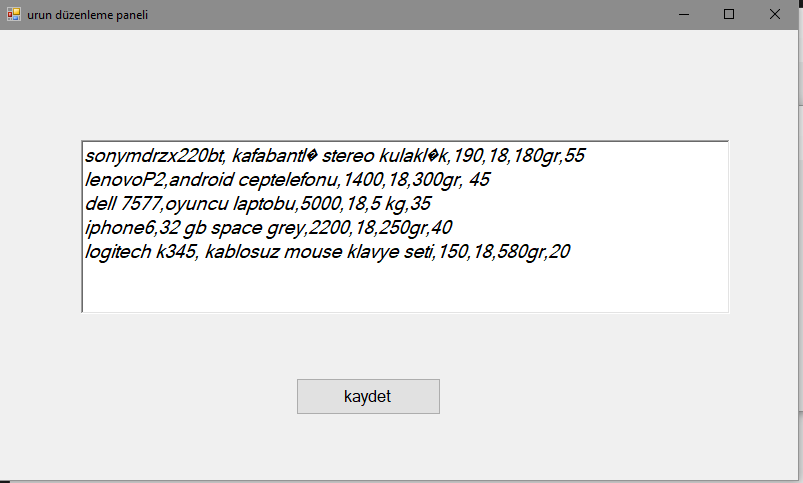 urun düzenleme paneli
sonymdrzx220bt, kafabantl� stereo kulakl�k,190,18,180gr,55
lenovoP2,android ceptelefonu,1400,18,300gr, 45
dell 7577,oyuncu laptobu,5000,18,5 kg,35
iphone6,32 gb space grey,2200,18,250gr,40
logitech k345, kablosuz mouse klavye seti,150,18,580gr,20
kaydet